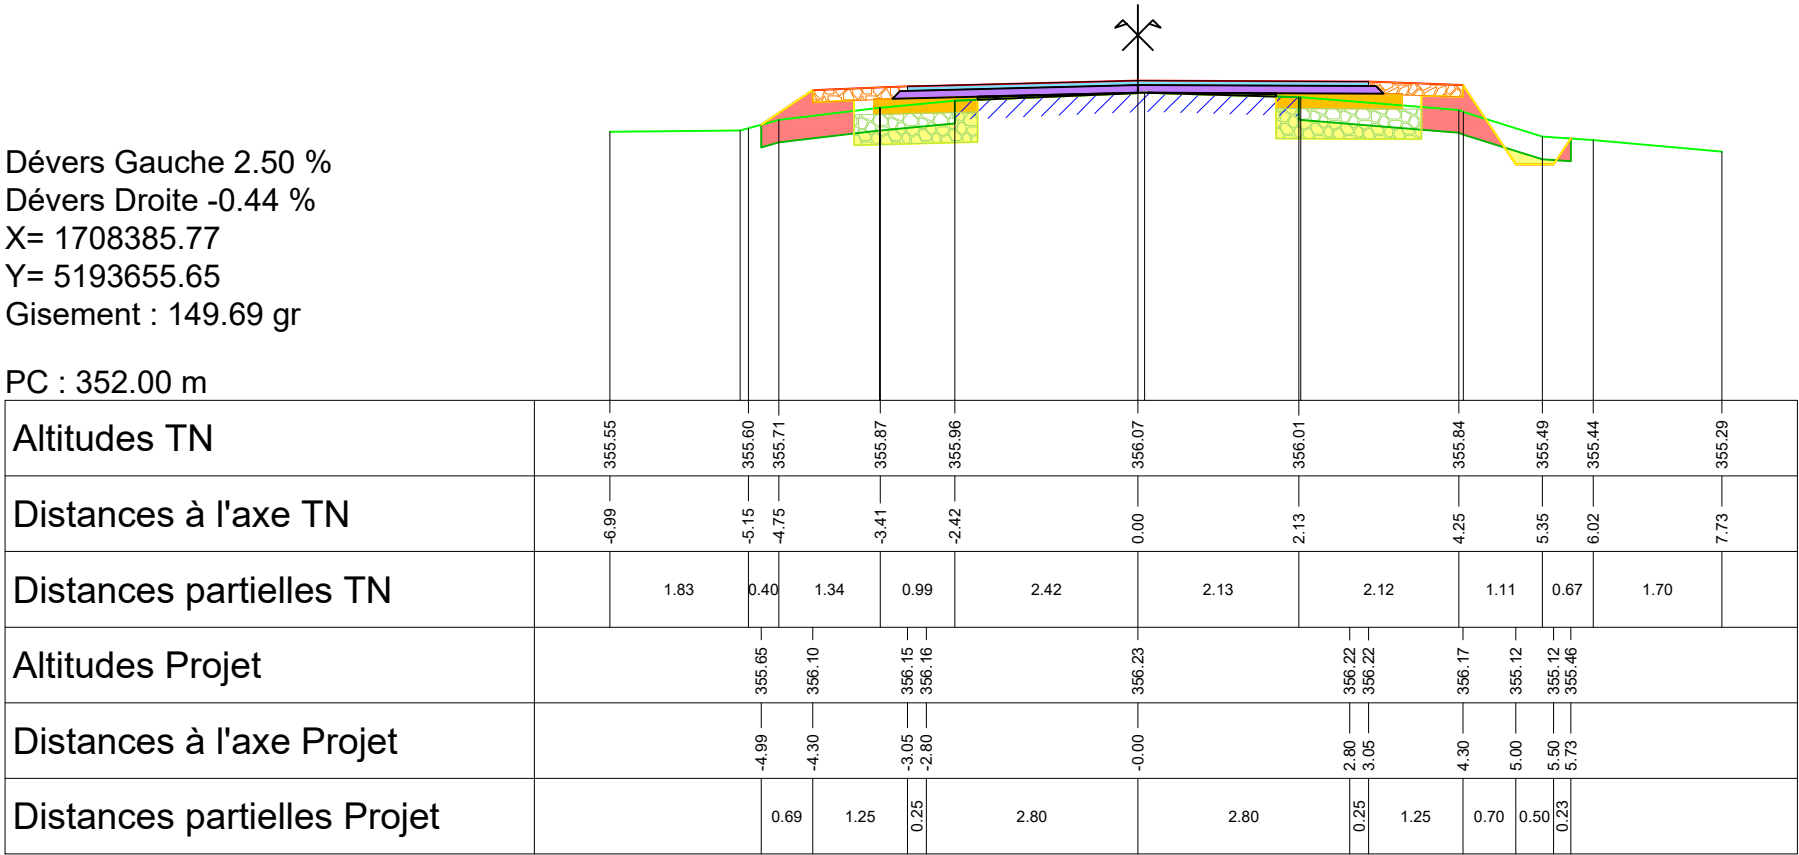 Dévers Gauche 2.50 %
Dévers Droite -0.44 %
X= 1708385.77
Y= 5193655.65
Gisement : 149.69 gr
PC : 352.00 m
Altitudes TN 355.55 355.60 355.71 355.87 355.96 356.07 356.01 355.84 355.49 355.44 355.29
Distances à l'axe TN -6.99 -5.15 -4.75 -3.41 -2.42 0.00 2.13 4.25 5.35 6.02 7.73
Distances partielles TN 1.83 0.40 1.34 0.99 2.42 2.13 2.12 1.11 0.67 1.70
Altitudes Projet 355.65 356.10 356.15 356.16 356.23 356.22 356.22 356.17 355.12 355.12 355.46
Distances à l'axe Projet -4.99 -4.30 -3.05 -2.80 -0.00 2.80 3.05 4.30 5.00 5.50 5.73
Distances partielles Projet 0.69 1.25 0.25 2.80 2.80 0.25 1.25 0.70 0.50 0.23